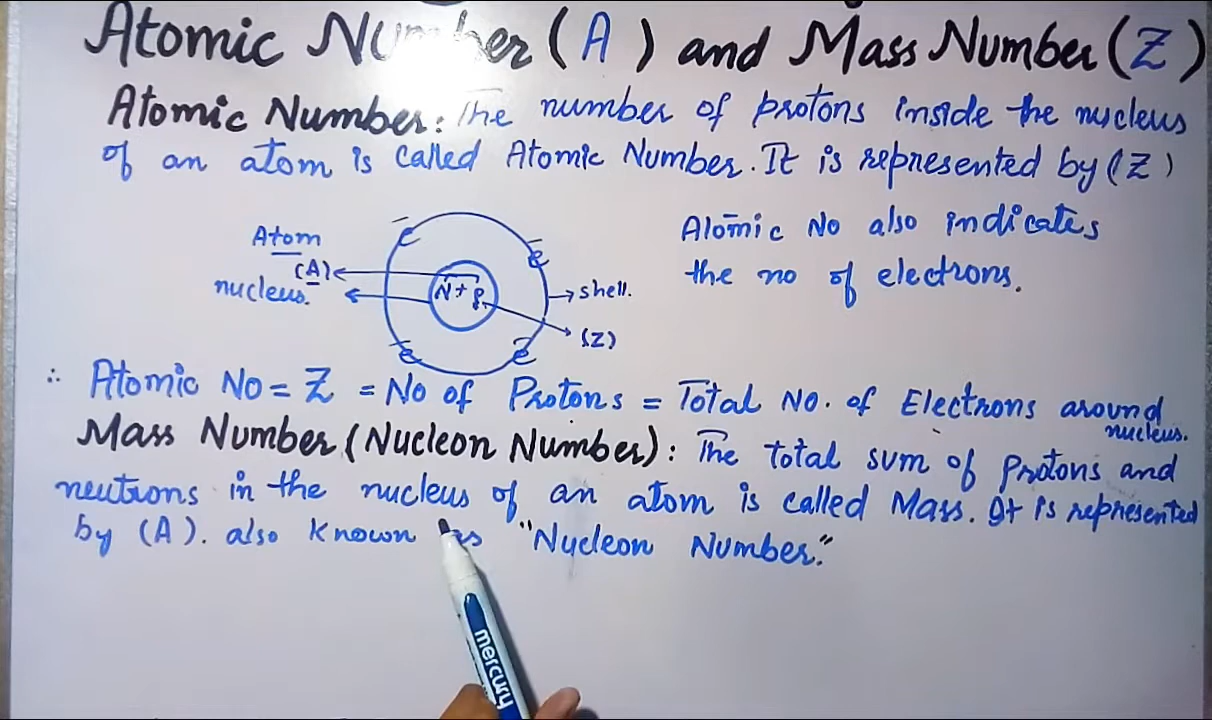 Atomic Number (A) and Mass Number (Z)
Atomic Number: The number of protons inside the nucleus
of an atom is called Atomic Number. It is represented by (Z)
Atom
(A)
nucleus.
e
e
e
e
N + P
shell.
(Z)
Atomic No also indicates
the no of electrons.
∴ Atomic No = Z = No of Protons = Total No. of Electrons around
nucleus.
Mass Number (Nucleon Number): The total sum of Protons and
neutrons in the nucleus of an atom is called Mass. It is represented
by (A). also known as "Nucleon Number."
mercury